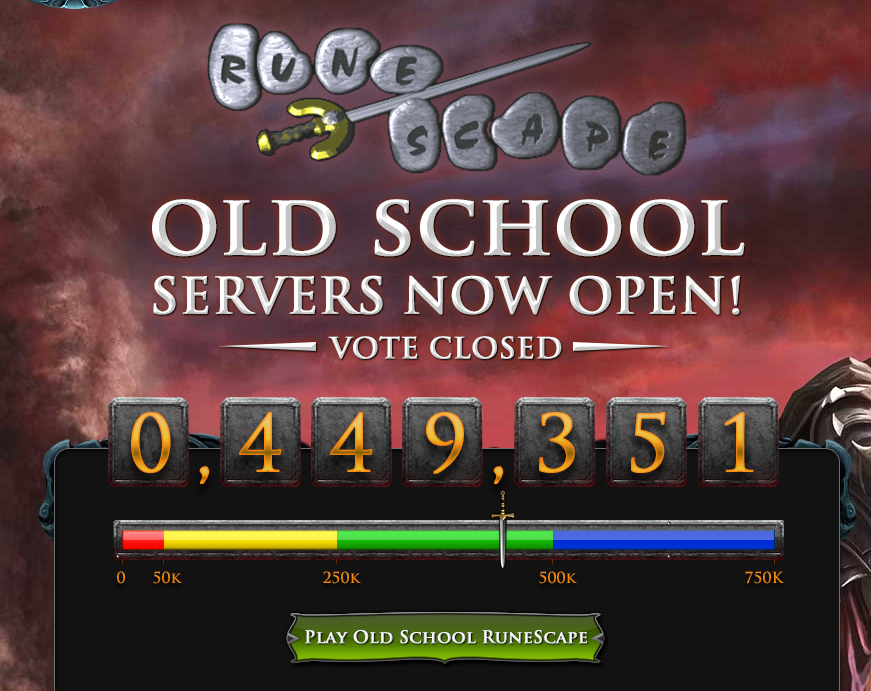 RUNE
SCAPE
OLD SCHOOL
SERVERS NOW OPEN!
VOTE CLOSED
0,449,351
0 50K 250K 500K 750K
PLAY OLD SCHOOL RUNESCAPE